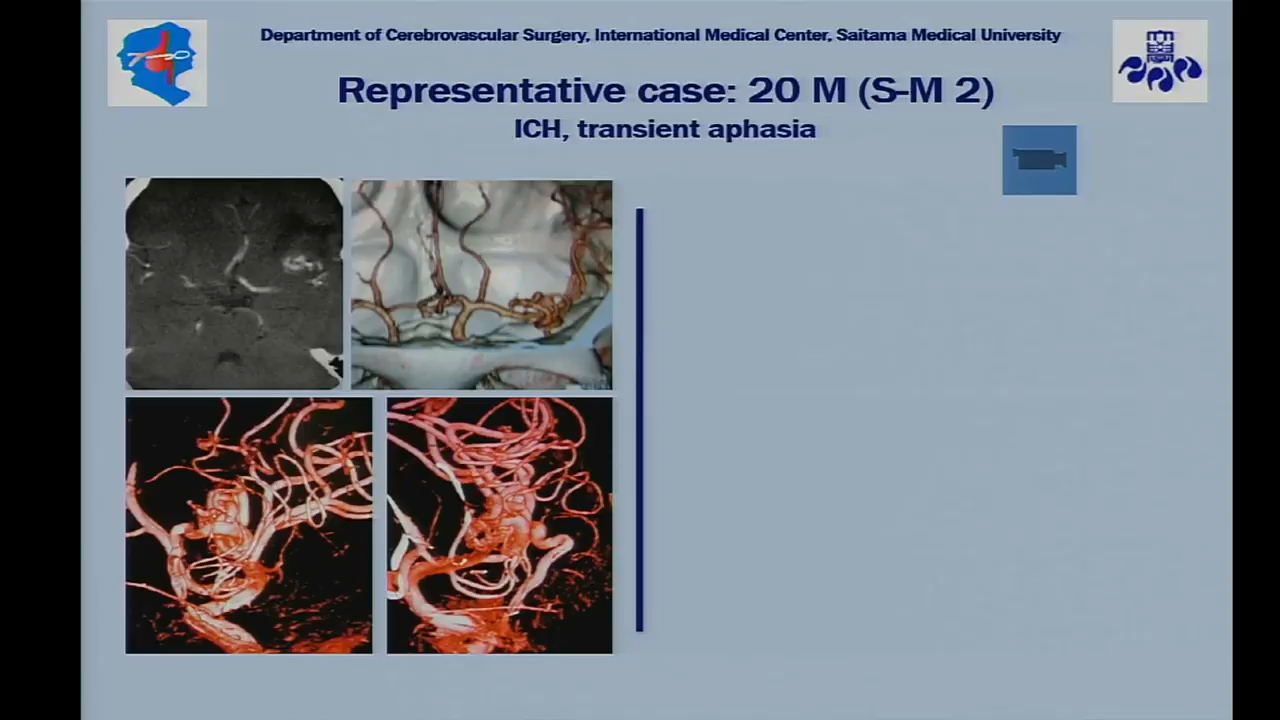 Department of Cerebrovascular Surgery, International Medical Center, Saitama Medical University
Representative case: 20 M (S-M 2)
ICH, transient aphasia